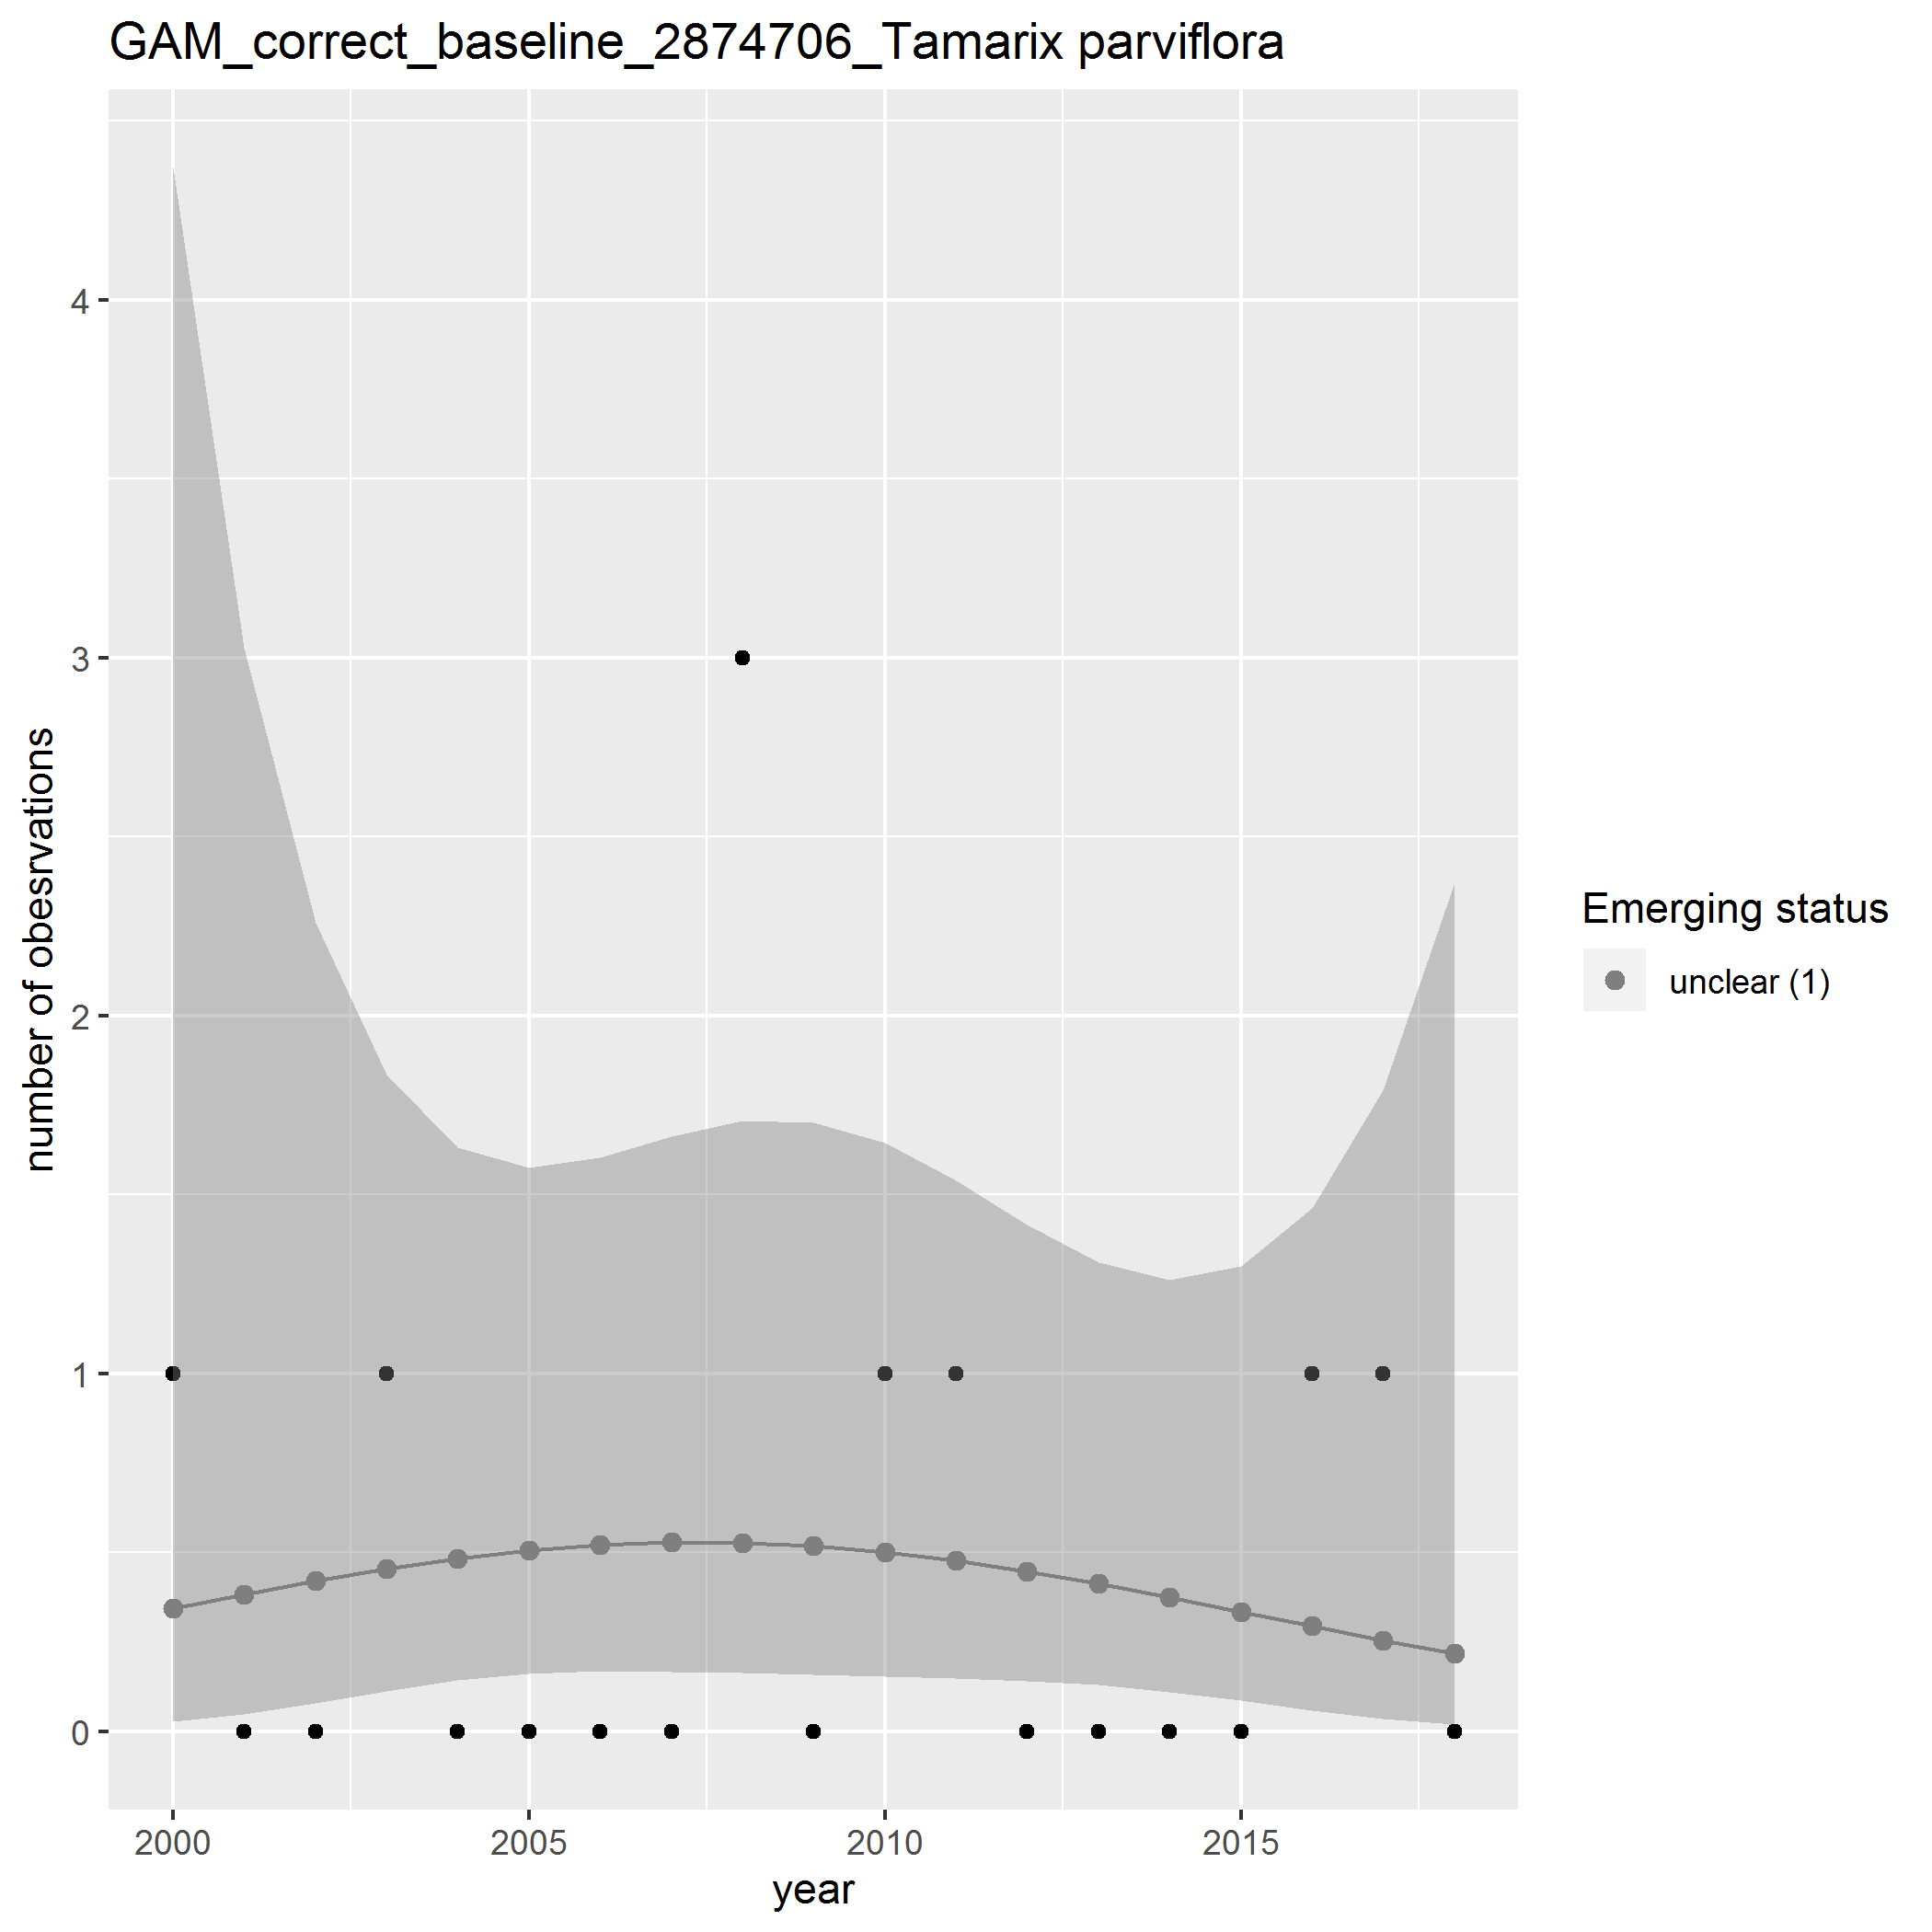 GAM_correct_baseline_2874706_Tamarix parviflora
number of obesrvations
4
3
2
1
0
2000
2005
2010
2015
year
Emerging status
unclear (1)